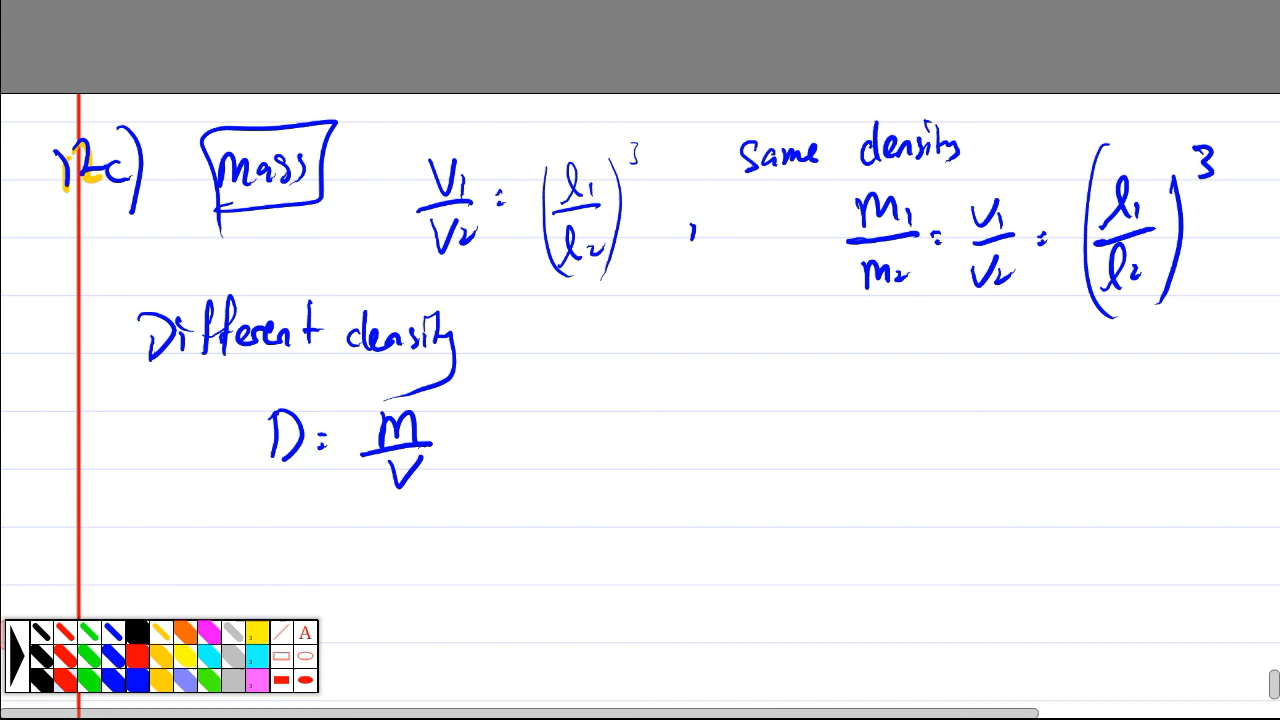 12c) mass V₁/V₂ = (l₁/l₂)³ , same density
m₁/m₂ = V₁/V₂ = (l₁/l₂)³
Different density
D = m/V
A